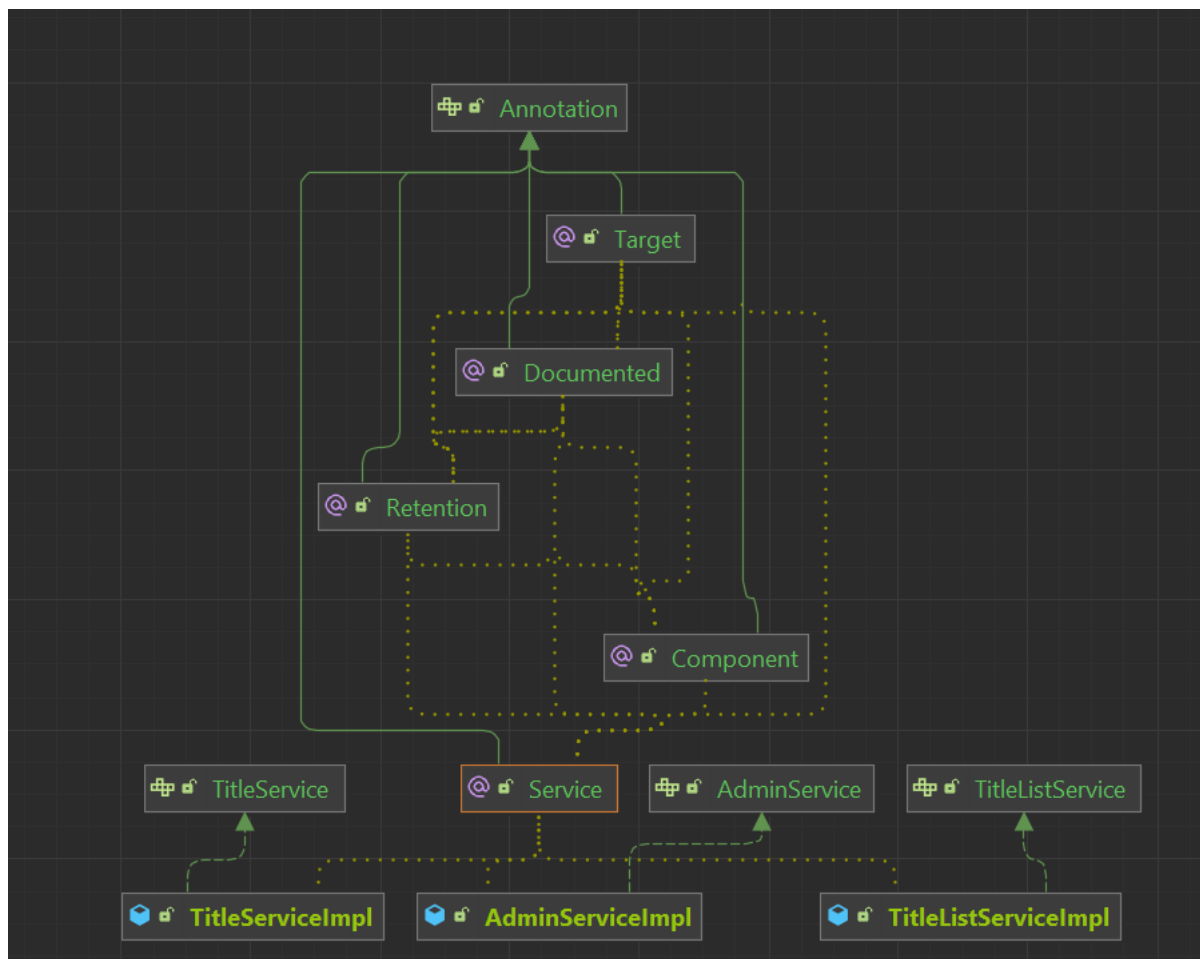 Annotation
@ Target
@ Documented
@ Retention
@ Component
TitleService
@ Service
AdminService
TitleListService
TitleServiceImpl
AdminServiceImpl
TitleListServiceImpl